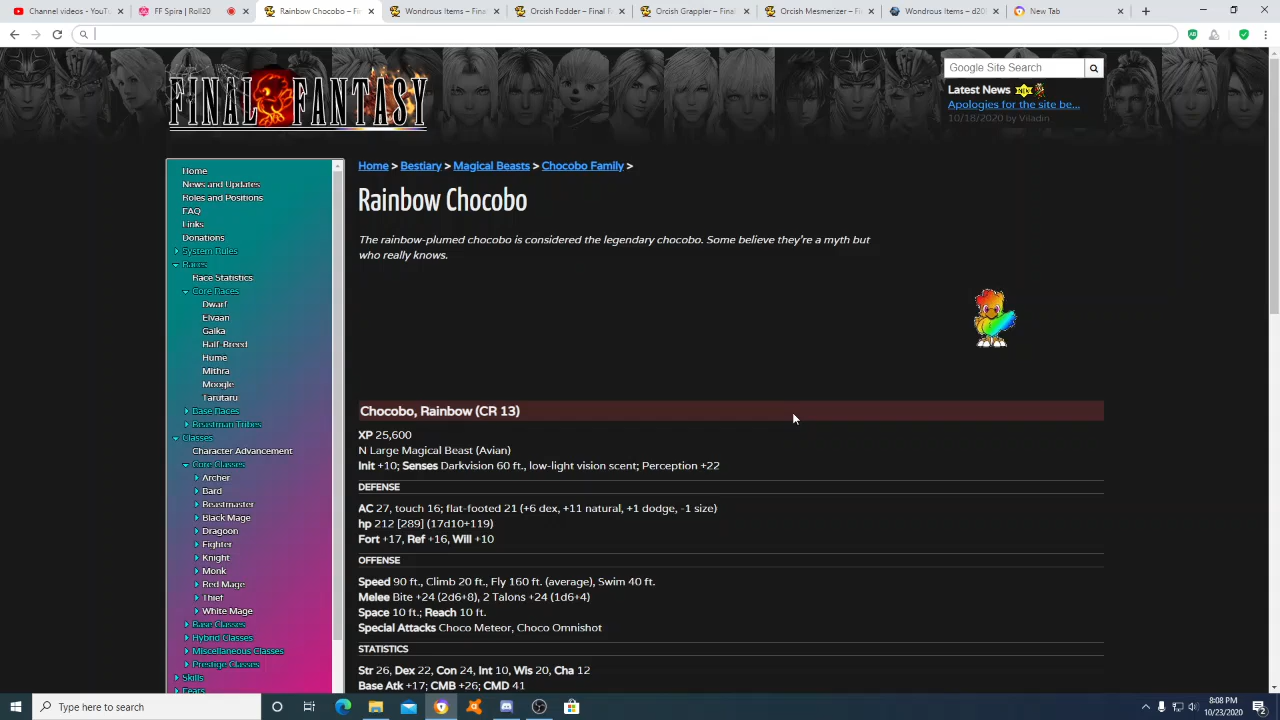 Channel videos - YouTu
FF Spira | Roll20
Rainbow Chocobo – Fi
Wondrous Items – Fina
Orcish Fodder – Final F
Orcish Grappler – Final
Orcish Mesmerizer – F
Wondrous Items – d20
New Tab
FINAL FANTASY
Google Site Search
Latest News
Apologies for the site be...
10/18/2020 by Viladin
Home
News and Updates
Roles and Positions
FAQ
Links
Donations
System Rules
Races
Race Statistics
Core Races
Dwarf
Elvaan
Galka
Half-Breed
Hume
Mithra
Moogle
Tarutaru
Base Races
Beastman Tribes
Classes
Character Advancement
Core Classes
Archer
Bard
Beastmaster
Black Mage
Dragoon
Fighter
Knight
Monk
Red Mage
Thief
White Mage
Base Classes
Hybrid Classes
Miscellaneous Classes
Prestige Classes
Skills
Feats
Home > Bestiary > Magical Beasts > Chocobo Family >
Rainbow Chocobo
The rainbow-plumed chocobo is considered the legendary chocobo. Some believe they're a myth but
who really knows.
Chocobo, Rainbow (CR 13)
XP 25,600
N Large Magical Beast (Avian)
Init +10; Senses Darkvision 60 ft., low-light vision scent; Perception +22
DEFENSE
AC 27, touch 16; flat-footed 21 (+6 dex, +11 natural, +1 dodge, -1 size)
hp 212 [289] (17d10+119)
Fort +17, Ref +16, Will +10
OFFENSE
Speed 90 ft., Climb 20 ft., Fly 160 ft. (average), Swim 40 ft.
Melee Bite +24 (2d6+8), 2 Talons +24 (1d6+4)
Space 10 ft.; Reach 10 ft.
Special Attacks Choco Meteor, Choco Omnishot
STATISTICS
Str 26, Dex 22, Con 24, Int 10, Wis 20, Cha 12
Base Atk +17; CMB +26; CMD 41
Type here to search
8:08 PM
10/23/2020
2